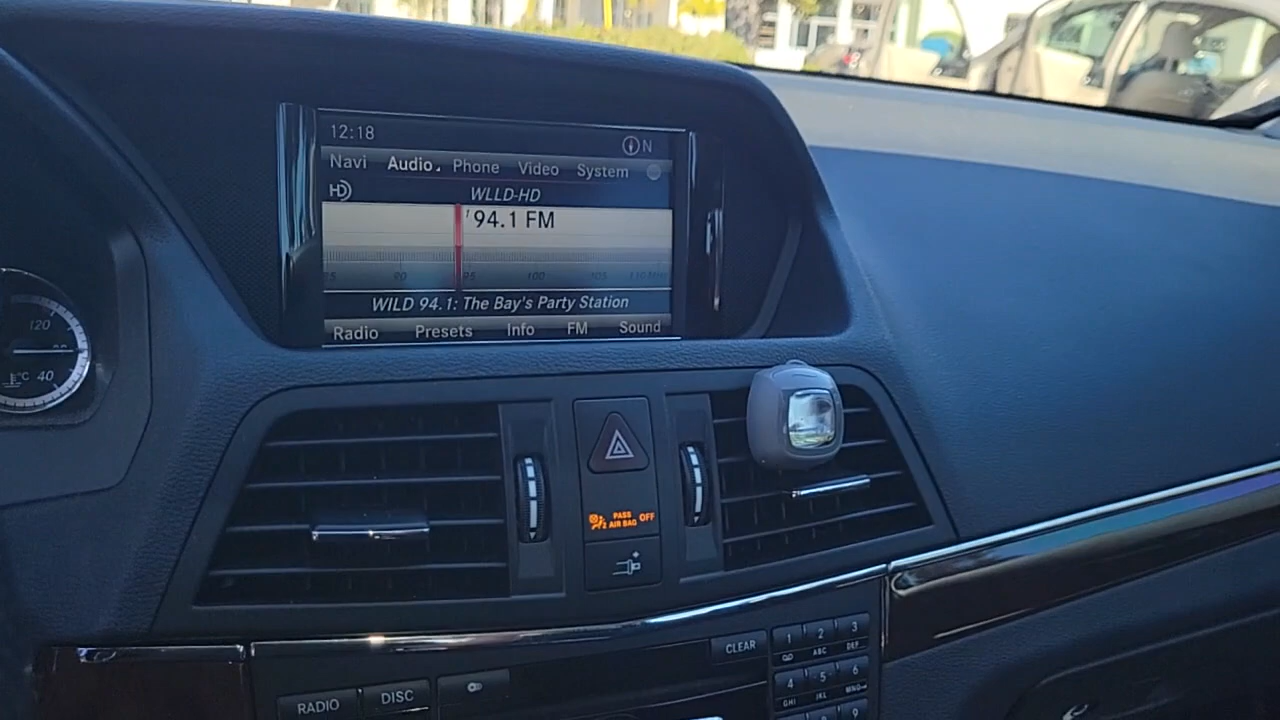 12:18
N
Navi Audio Phone Video System
HD WLLD-HD
94.1 FM
90 95 100 105
WILD 94.1: The Bay's Party Station
Radio Presets Info FM Sound
120
°C 40
PASS
AIR BAG OFF
CLEAR
1 2 3
ABC DEF
4 5 6
GHI JKL MNO
8 9
RADIO DISC